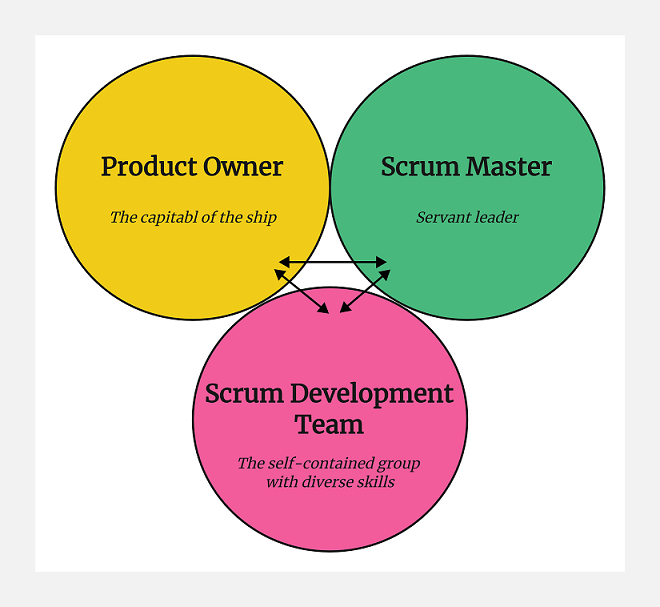 Product Owner
The capitabl of the ship
Scrum Master
Servant leader
Scrum Development
Team
The self-contained group
with diverse skills